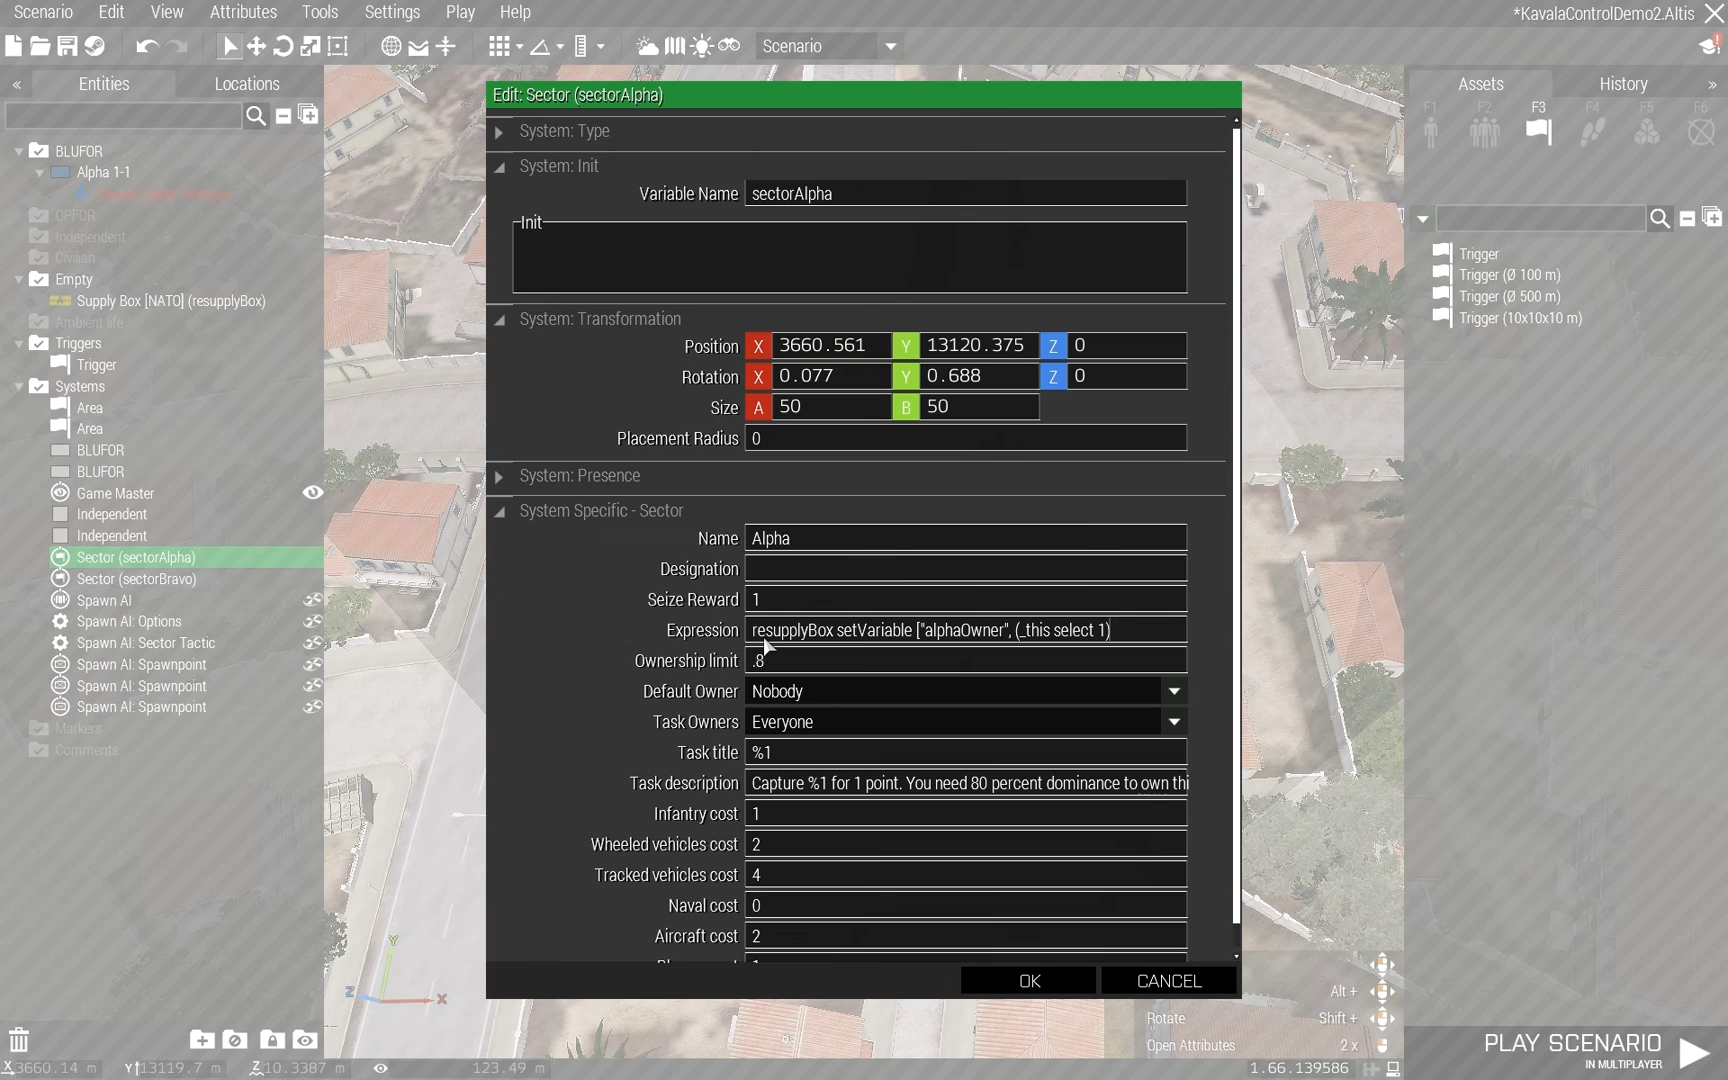 Scenario Edit View Attributes Tools Settings Play Help
*KavalaControlDemo2.Altis
Scenario
Entities Locations
BLUFOR
Alpha 1-1
OPFOR
Independent
Civilian
Empty
Supply Box [NATO] (resupplyBox)
Ambient life
Triggers
Trigger
Systems
Area
Area
BLUFOR
BLUFOR
Game Master
Independent
Independent
Sector (sectorAlpha)
Sector (sectorBravo)
Spawn AI
Spawn AI: Options
Spawn AI: Sector Tactic
Spawn AI: Spawnpoint
Spawn AI: Spawnpoint
Spawn AI: Spawnpoint
Markers
Comments
Edit: Sector (sectorAlpha)
System: Type
System: Init
Variable Name sectorAlpha
Init
System: Transformation
Position X 3660.561 Y 13120.375 Z 0
Rotation X 0.077 Y 0.688 Z 0
Size A 50 B 50
Placement Radius 0
System: Presence
System Specific - Sector
Name Alpha
Designation
Seize Reward 1
Expression resupplyBox setVariable ["alphaOwner", (_this select 1)
Ownership limit .8
Default Owner Nobody
Task Owners Everyone
Task title %1
Task description Capture %1 for 1 point. You need 80 percent dominance to own thi
Infantry cost 1
Wheeled vehicles cost 2
Tracked vehicles cost 4
Naval cost 0
Aircraft cost 2
OK CANCEL
Assets History
F1 F2 F3 F4 F5 F6
Trigger
Trigger (Ø 100 m)
Trigger (Ø 500 m)
Trigger (10x10x10 m)
Alt +
Rotate Shift +
Open Attributes 2 x
PLAY SCENARIO
IN MULTIPLAYER
X 3660.14 m Y 13119.7 m Z 10.3387 m 123.49 m 1.66.139586
Y
Z X